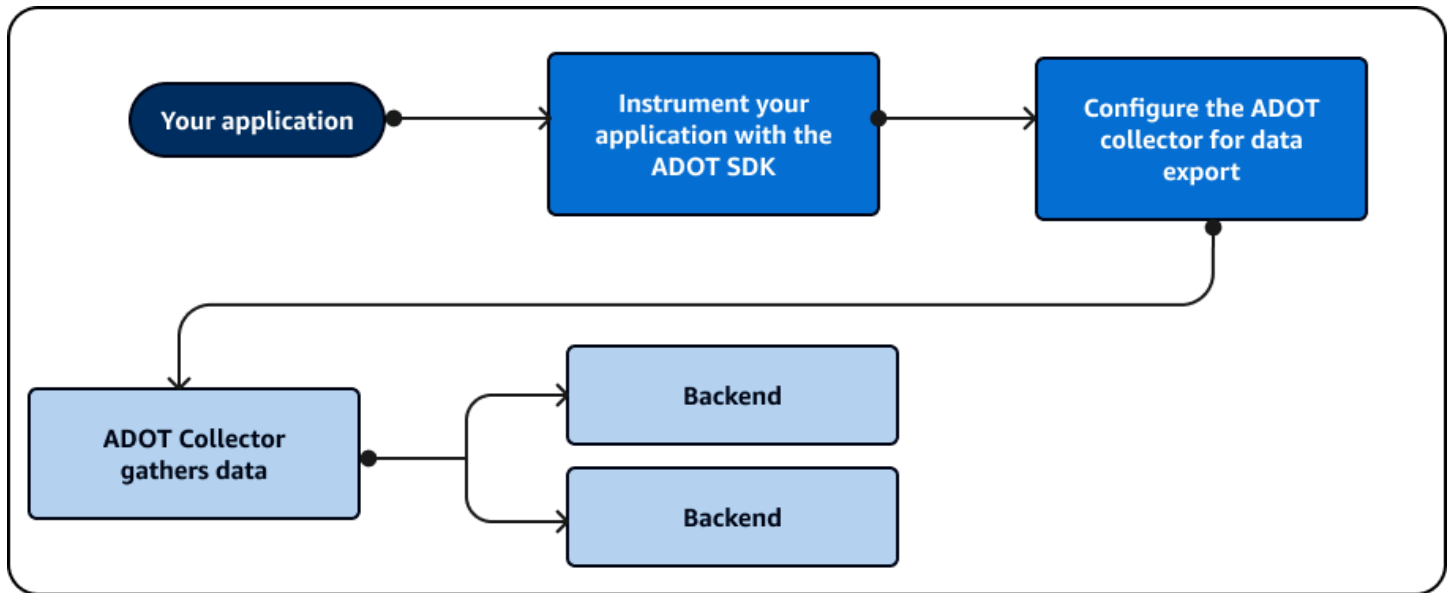 Your application
Instrument your
application with the
ADOT SDK
Configure the ADOT
collector for data
export
ADOT Collector
gathers data
Backend
Backend